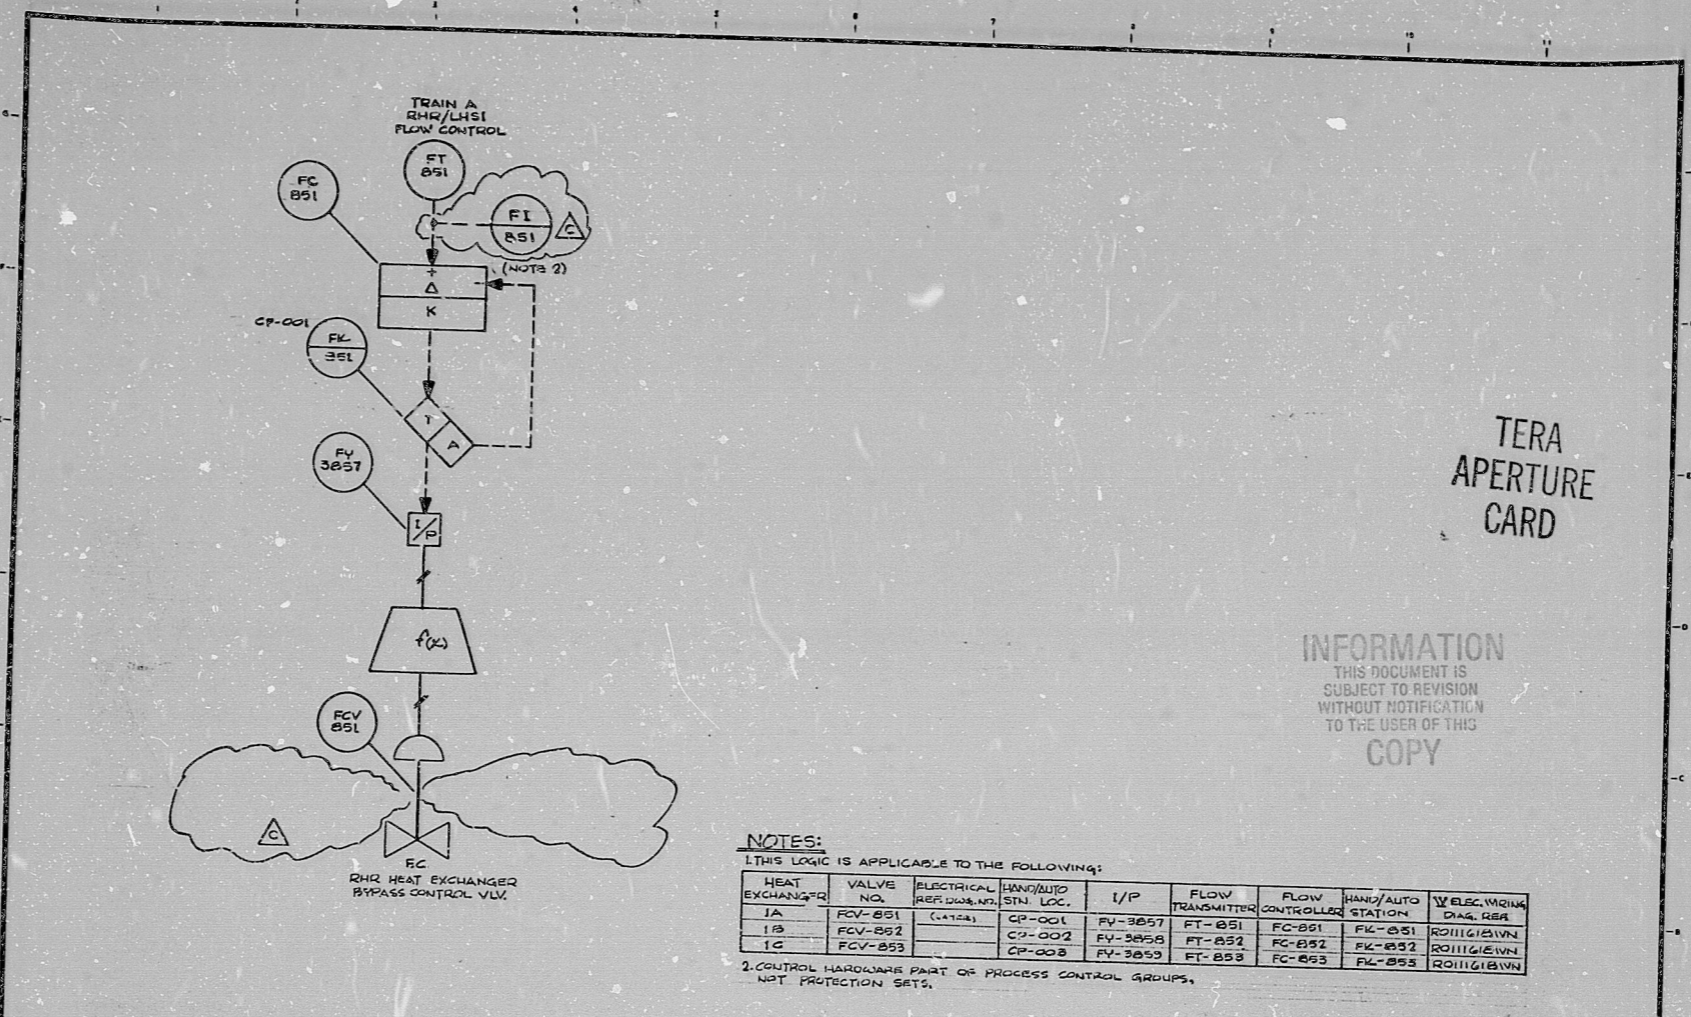 TRAIN A
RHR/LHSI
FLOW CONTROL
FT
851
FC
851
FI
851
C
(NOTE 2)
+
Δ
-
K
CP-001
FK
851
T
A
FY
3857
I/P
f(x)
FCV
851
C
F.C.
RHR HEAT EXCHANGER
BYPASS CONTROL VLV.
TERA
APERTURE
CARD
INFORMATION
THIS DOCUMENT IS
SUBJECT TO REVISION
WITHOUT NOTIFICATION
TO THE USER OF THIS
COPY
NOTES:
1. THIS LOGIC IS APPLICABLE TO THE FOLLOWING:
HEAT EXCHANGER VALVE NO. ELECTRICAL REF. DWG. NO. HAND/AUTO STN. LOC. I/P FLOW TRANSMITTER FLOW CONTROLLER HAND/AUTO STATION W ELEC. WIRING DIAG. REF.
1A FCV-851 (LATER) CP-001 FY-3857 FT-851 FC-851 FK-851
1B FCV-852 CP-002 FY-3858 FT-852 FC-852 FK-852
1C FCV-853 CP-003 FY-3859 FT-853 FC-853 FK-853
2. CONTROL HARDWARE PART OF PROCESS CONTROL GROUPS,
NOT PROTECTION SETS.